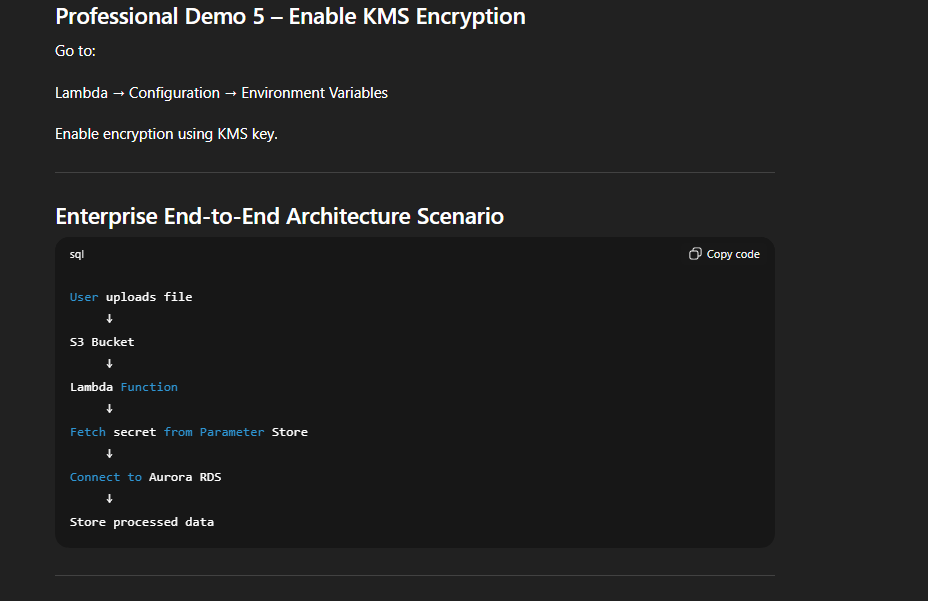 Professional Demo 5 – Enable KMS Encryption
Go to:
Lambda → Configuration → Environment Variables
Enable encryption using KMS key.
Enterprise End-to-End Architecture Scenario
sql
Copy code
User uploads file
↓
S3 Bucket
↓
Lambda Function
↓
Fetch secret from Parameter Store
↓
Connect to Aurora RDS
↓
Store processed data